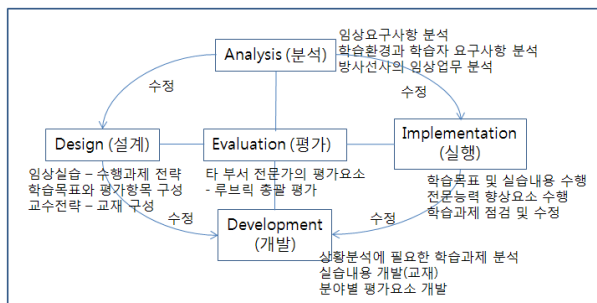 Analysis (분석)
임상요구사항 분석
학습환경과 학습자 요구사항 분석
방사선사의 임상업무 분석
수정
수정
Design (설계)
임상실습 – 수행과제 전략
학습목표와 평가항목 구성
교수전략 – 교재 구성
Evaluation (평가)
타 부서 전문가의 평가요소
- 루브릭 총괄 평가
Implementation
(실행)
학습목표 및 실습내용 수행
전문능력 향상요소 수행
학습과제 점검 및 수정
수정
수정
Development
(개발)
상황분석에 필요한 학습과제 분석
실습내용 개발(교재)
분야별 평가요소 개발